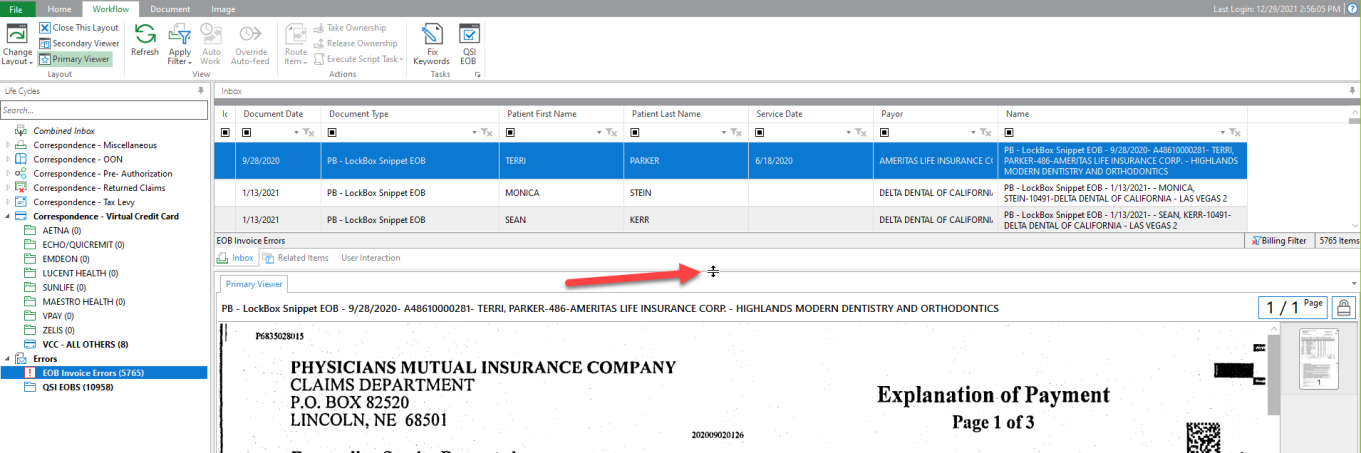 File Home Workflow Document Image Last Login: 12/29/2021 2:56:05 PM
Change Layout
Close This Layout
Secondary Viewer
Primary Viewer
Layout
Refresh
Apply Filter
Auto Work
Override Auto-feed
View
Route Item
Take Ownership
Release Ownership
Execute Script Task
Actions
Fix Keywords
QSI EOB
Tasks
Life Cycles
Search...
Combined Inbox
Correspondence - Miscellaneous
Correspondence - OON
Correspondence - Pre- Authorization
Correspondence - Returned Claims
Correspondence - Tax Levy
Correspondence - Virtual Credit Card
AETNA (0)
ECHO/QUICREMIT (0)
EMDEON (0)
LUCENT HEALTH (0)
SUNLIFE (0)
MAESTRO HEALTH (0)
VPAY (0)
ZELIS (0)
VCC - ALL OTHERS (8)
Errors
EOB Invoice Errors (5765)
QSI EOBS (10958)
Inbox
Document Date Document Type Patient First Name Patient Last Name Service Date Payor Name
9/28/2020 PB - LockBox Snippet EOB TERRI PARKER 6/18/2020 AMERITAS LIFE INSURANCE C PB - LockBox Snippet EOB - 9/28/2020- A48610000281- TERRI,
PARKER-486-AMERITAS LIFE INSURANCE CORP. - HIGHLANDS
MODERN DENTISTRY AND ORTHODONTICS
1/13/2021 PB - LockBox Snippet EOB MONICA STEIN DELTA DENTAL OF CALIFORNI PB - LockBox Snippet EOB - 1/13/2021- - MONICA,
STEIN-10491-DELTA DENTAL OF CALIFORNIA - LAS VEGAS 2
1/13/2021 PB - LockBox Snippet EOB SEAN KERR DELTA DENTAL OF CALIFORNI PB - LockBox Snippet EOB - 1/13/2021- - SEAN, KERR-10491-
DELTA DENTAL OF CALIFORNIA - LAS VEGAS 2
EOB Invoice Errors Billing Filter 5765 Items
Inbox Related Items User Interaction
Primary Viewer
PB - LockBox Snippet EOB - 9/28/2020- A48610000281- TERRI, PARKER-486-AMERITAS LIFE INSURANCE CORP. - HIGHLANDS MODERN DENTISTRY AND ORTHODONTICS 1 / 1 Page
P6835028015
PHYSICIANS MUTUAL INSURANCE COMPANY
CLAIMS DEPARTMENT
P.O. BOX 82520
LINCOLN, NE 68501
Explanation of Payment
Page 1 of 3
202009020126
1